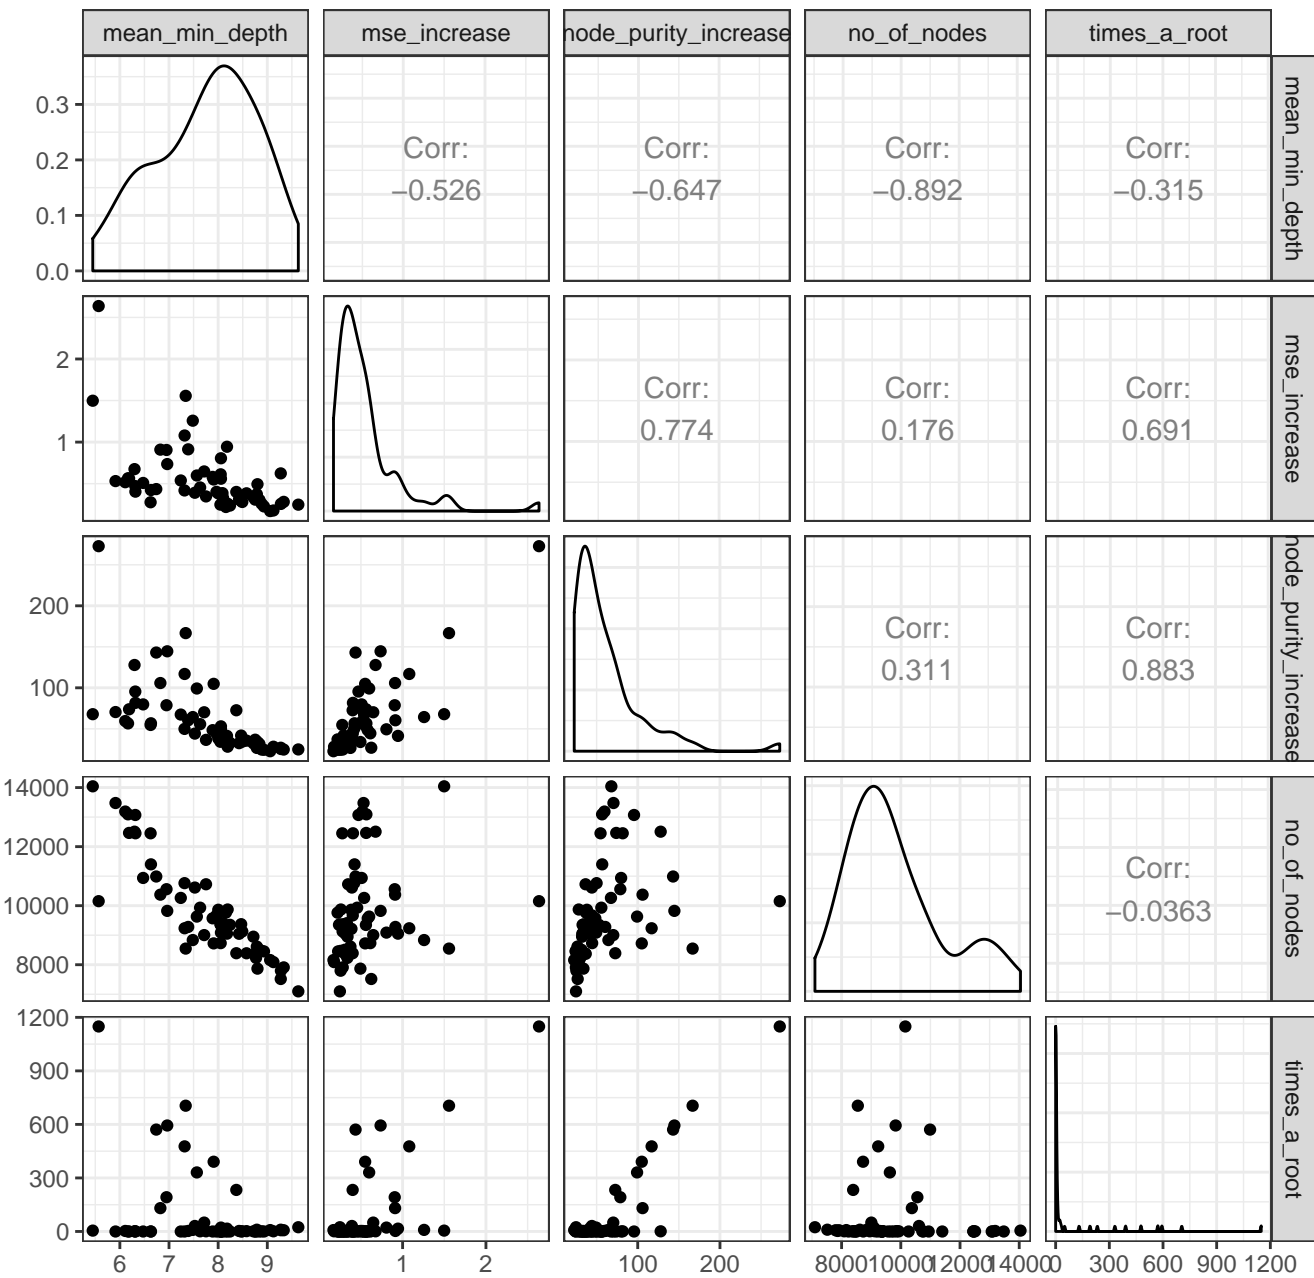 mean_min_depth mse_increase node_purity_increase no_of_nodes times_a_root
0.3
0.2
0.1
0.0
Corr:
−0.526
Corr:
−0.647
Corr:
−0.892
Corr:
−0.315
mean_min_depth
2
1
Corr:
0.774
Corr:
0.176
Corr:
0.691
mse_increase
200
100
Corr:
0.311
Corr:
0.883
node_purity_increase
14000
12000
10000
8000
Corr:
−0.0363
no_of_nodes
1200
900
600
300
0
times_a_root
6 7 8 9
1 2
100 200
8000 10000 12000 14000
0 300 600 900 1200